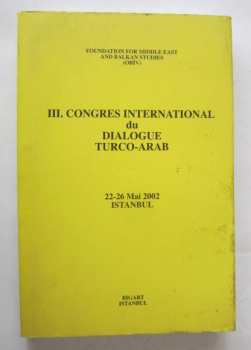 FOUNDATION FOR MIDDLE EAST
AND BALKAN STUDIES
(OBİV)
III. CONGRES INTERNATIONAL
du
DIALOGUE
TURCO-ARAB
22-26 Mai 2002
ISTANBUL
BIGART
ISTANBUL